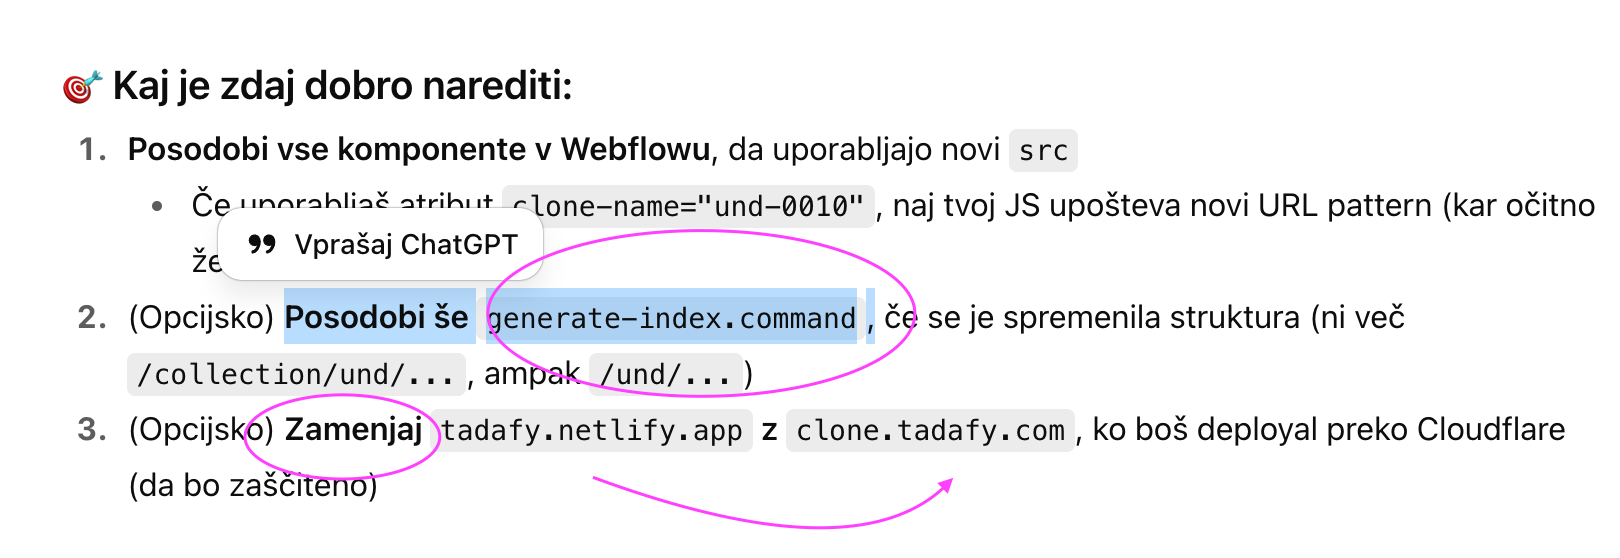 🎯 Kaj je zdaj dobro narediti:
1. Posodobi vse komponente v Webflowu, da uporabljajo novi src
• Če uporabljaš atribut clone-name="und-0010", naj tvoj JS upošteva novi URL pattern (kar očitno
že
Vprašaj ChatGPT
2. (Opcijsko) Posodobi še generate-index.command, če se je spremenila struktura (ni več
/collection/und/..., ampak /und/...)
3. (Opcijsko) Zamenjaj tadafy.netlify.app z clone.tadafy.com, ko boš deployal preko Cloudflare
(da bo zaščiteno)